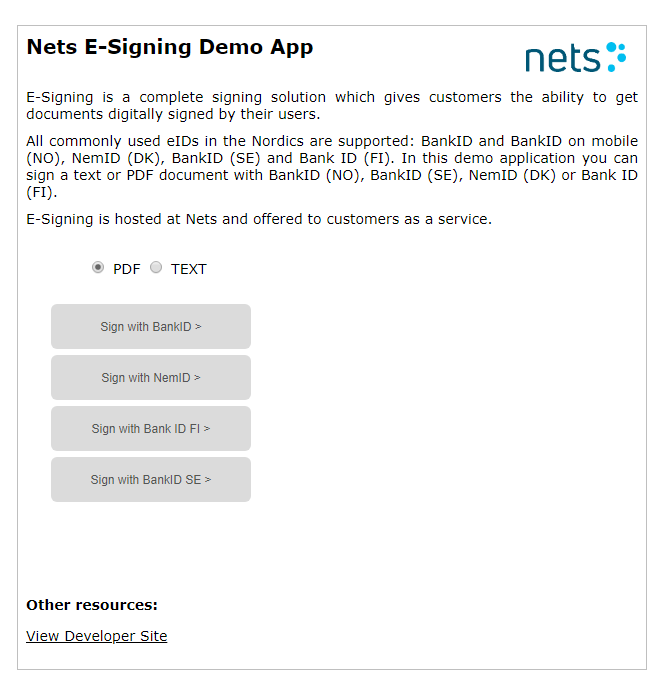 Nets E-Signing Demo App
nets
E-Signing is a complete signing solution which gives customers the ability to get
documents digitally signed by their users.
All commonly used eIDs in the Nordics are supported: BankID and BankID on mobile
(NO), NemID (DK), BankID (SE) and Bank ID (FI). In this demo application you can
sign a text or PDF document with BankID (NO), BankID (SE), NemID (DK) or Bank ID
(FI).
E-Signing is hosted at Nets and offered to customers as a service.
PDF TEXT
Sign with BankID >
Sign with NemID >
Sign with Bank ID FI >
Sign with BankID SE >
Other resources:
View Developer Site